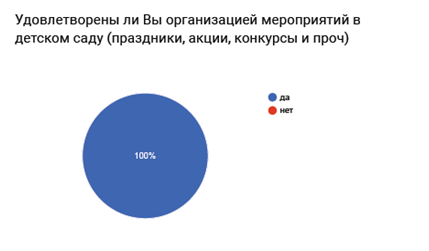 Удовлетворены ли Вы организацией мероприятий в
детском саду (праздники, акции, конкурсы и проч)
да
нет
100%